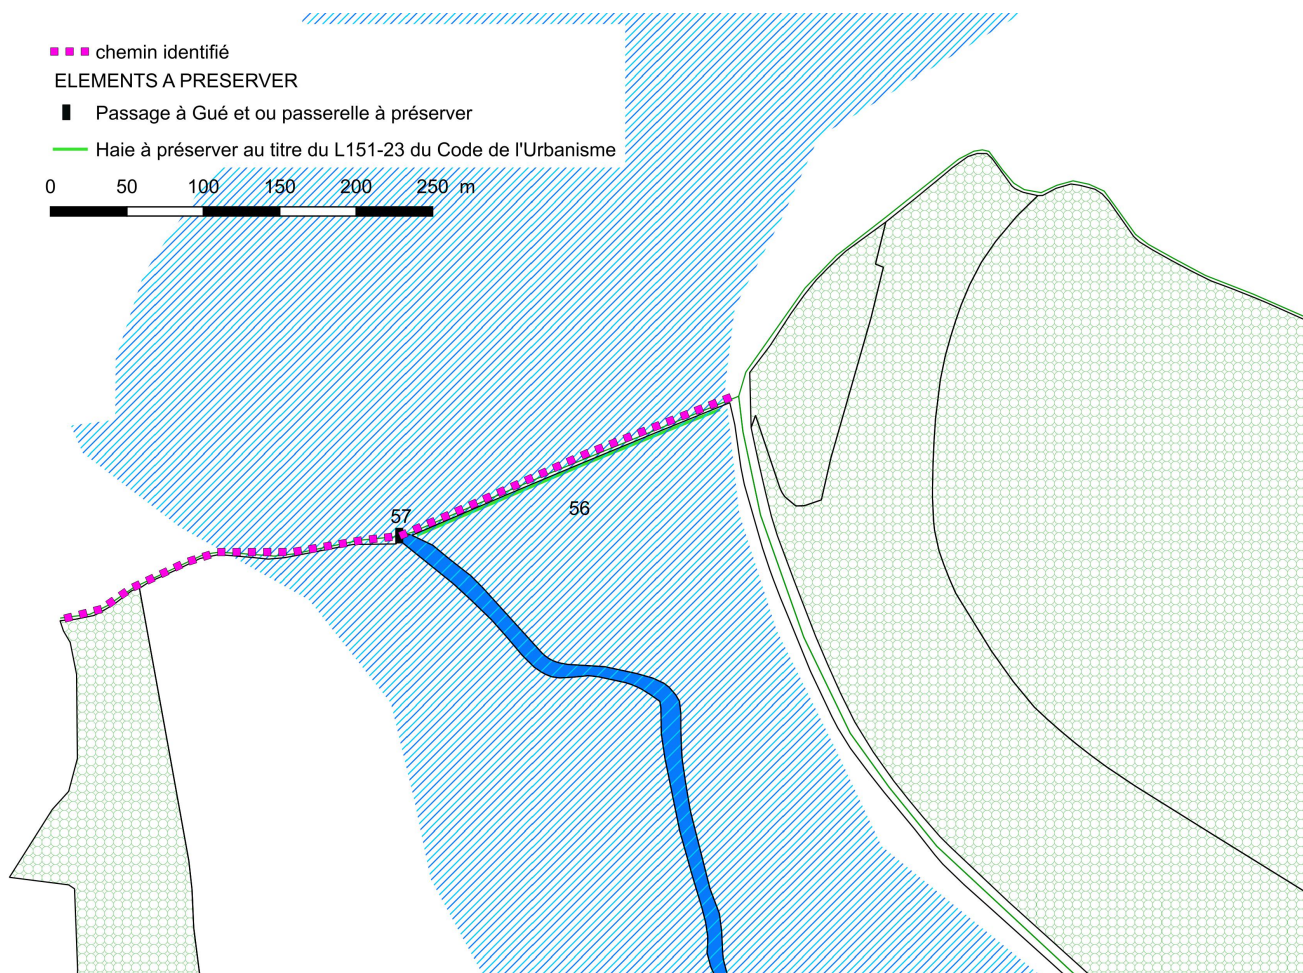 chemin identifié
ELEMENTS A PRESERVER
Passage à Gué et ou passerelle à préserver
Haie à préserver au titre du L151-23 du Code de l'Urbanisme
0 50 100 150 200 250 m
56
57